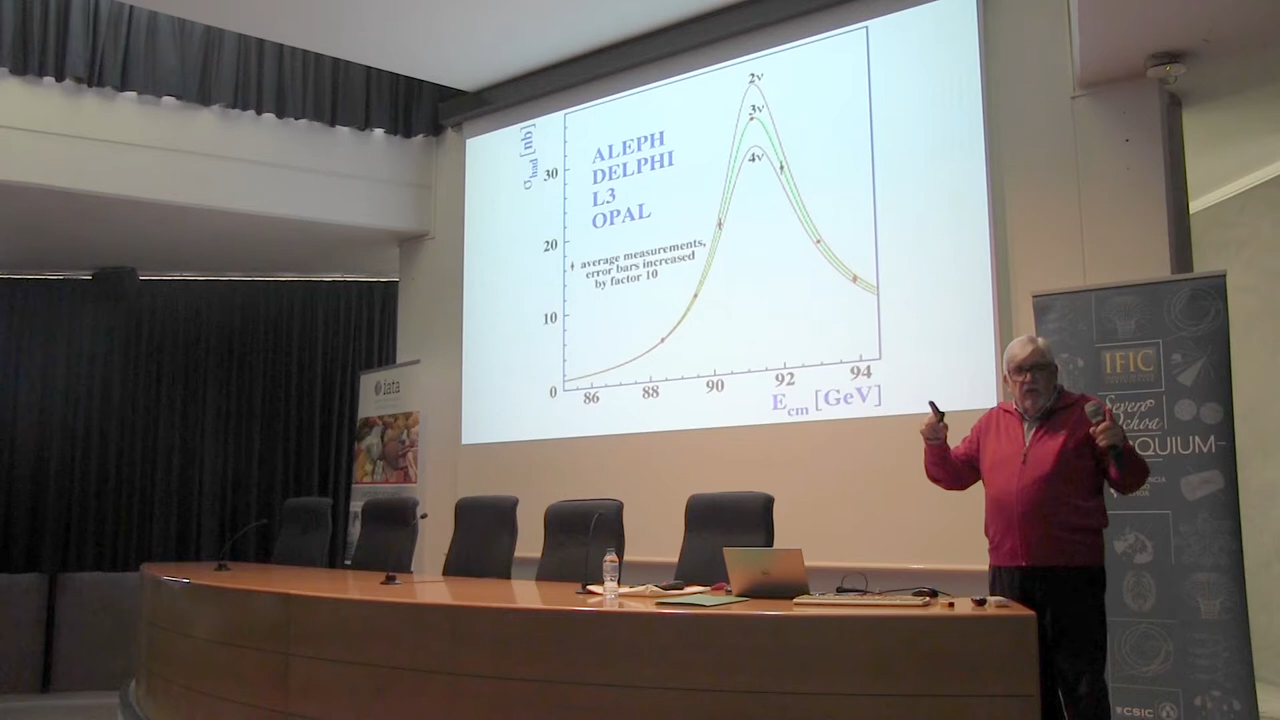 2ν
3ν
4ν
σhad [nb]
ALEPH
DELPHI
L3
OPAL
average measurements,
error bars increased
by factor 10
30
20
10
0
86
88
90
92
94
Ecm [GeV]
iata
IFIC
Severo
Ochoa
QUIUM
CSIC